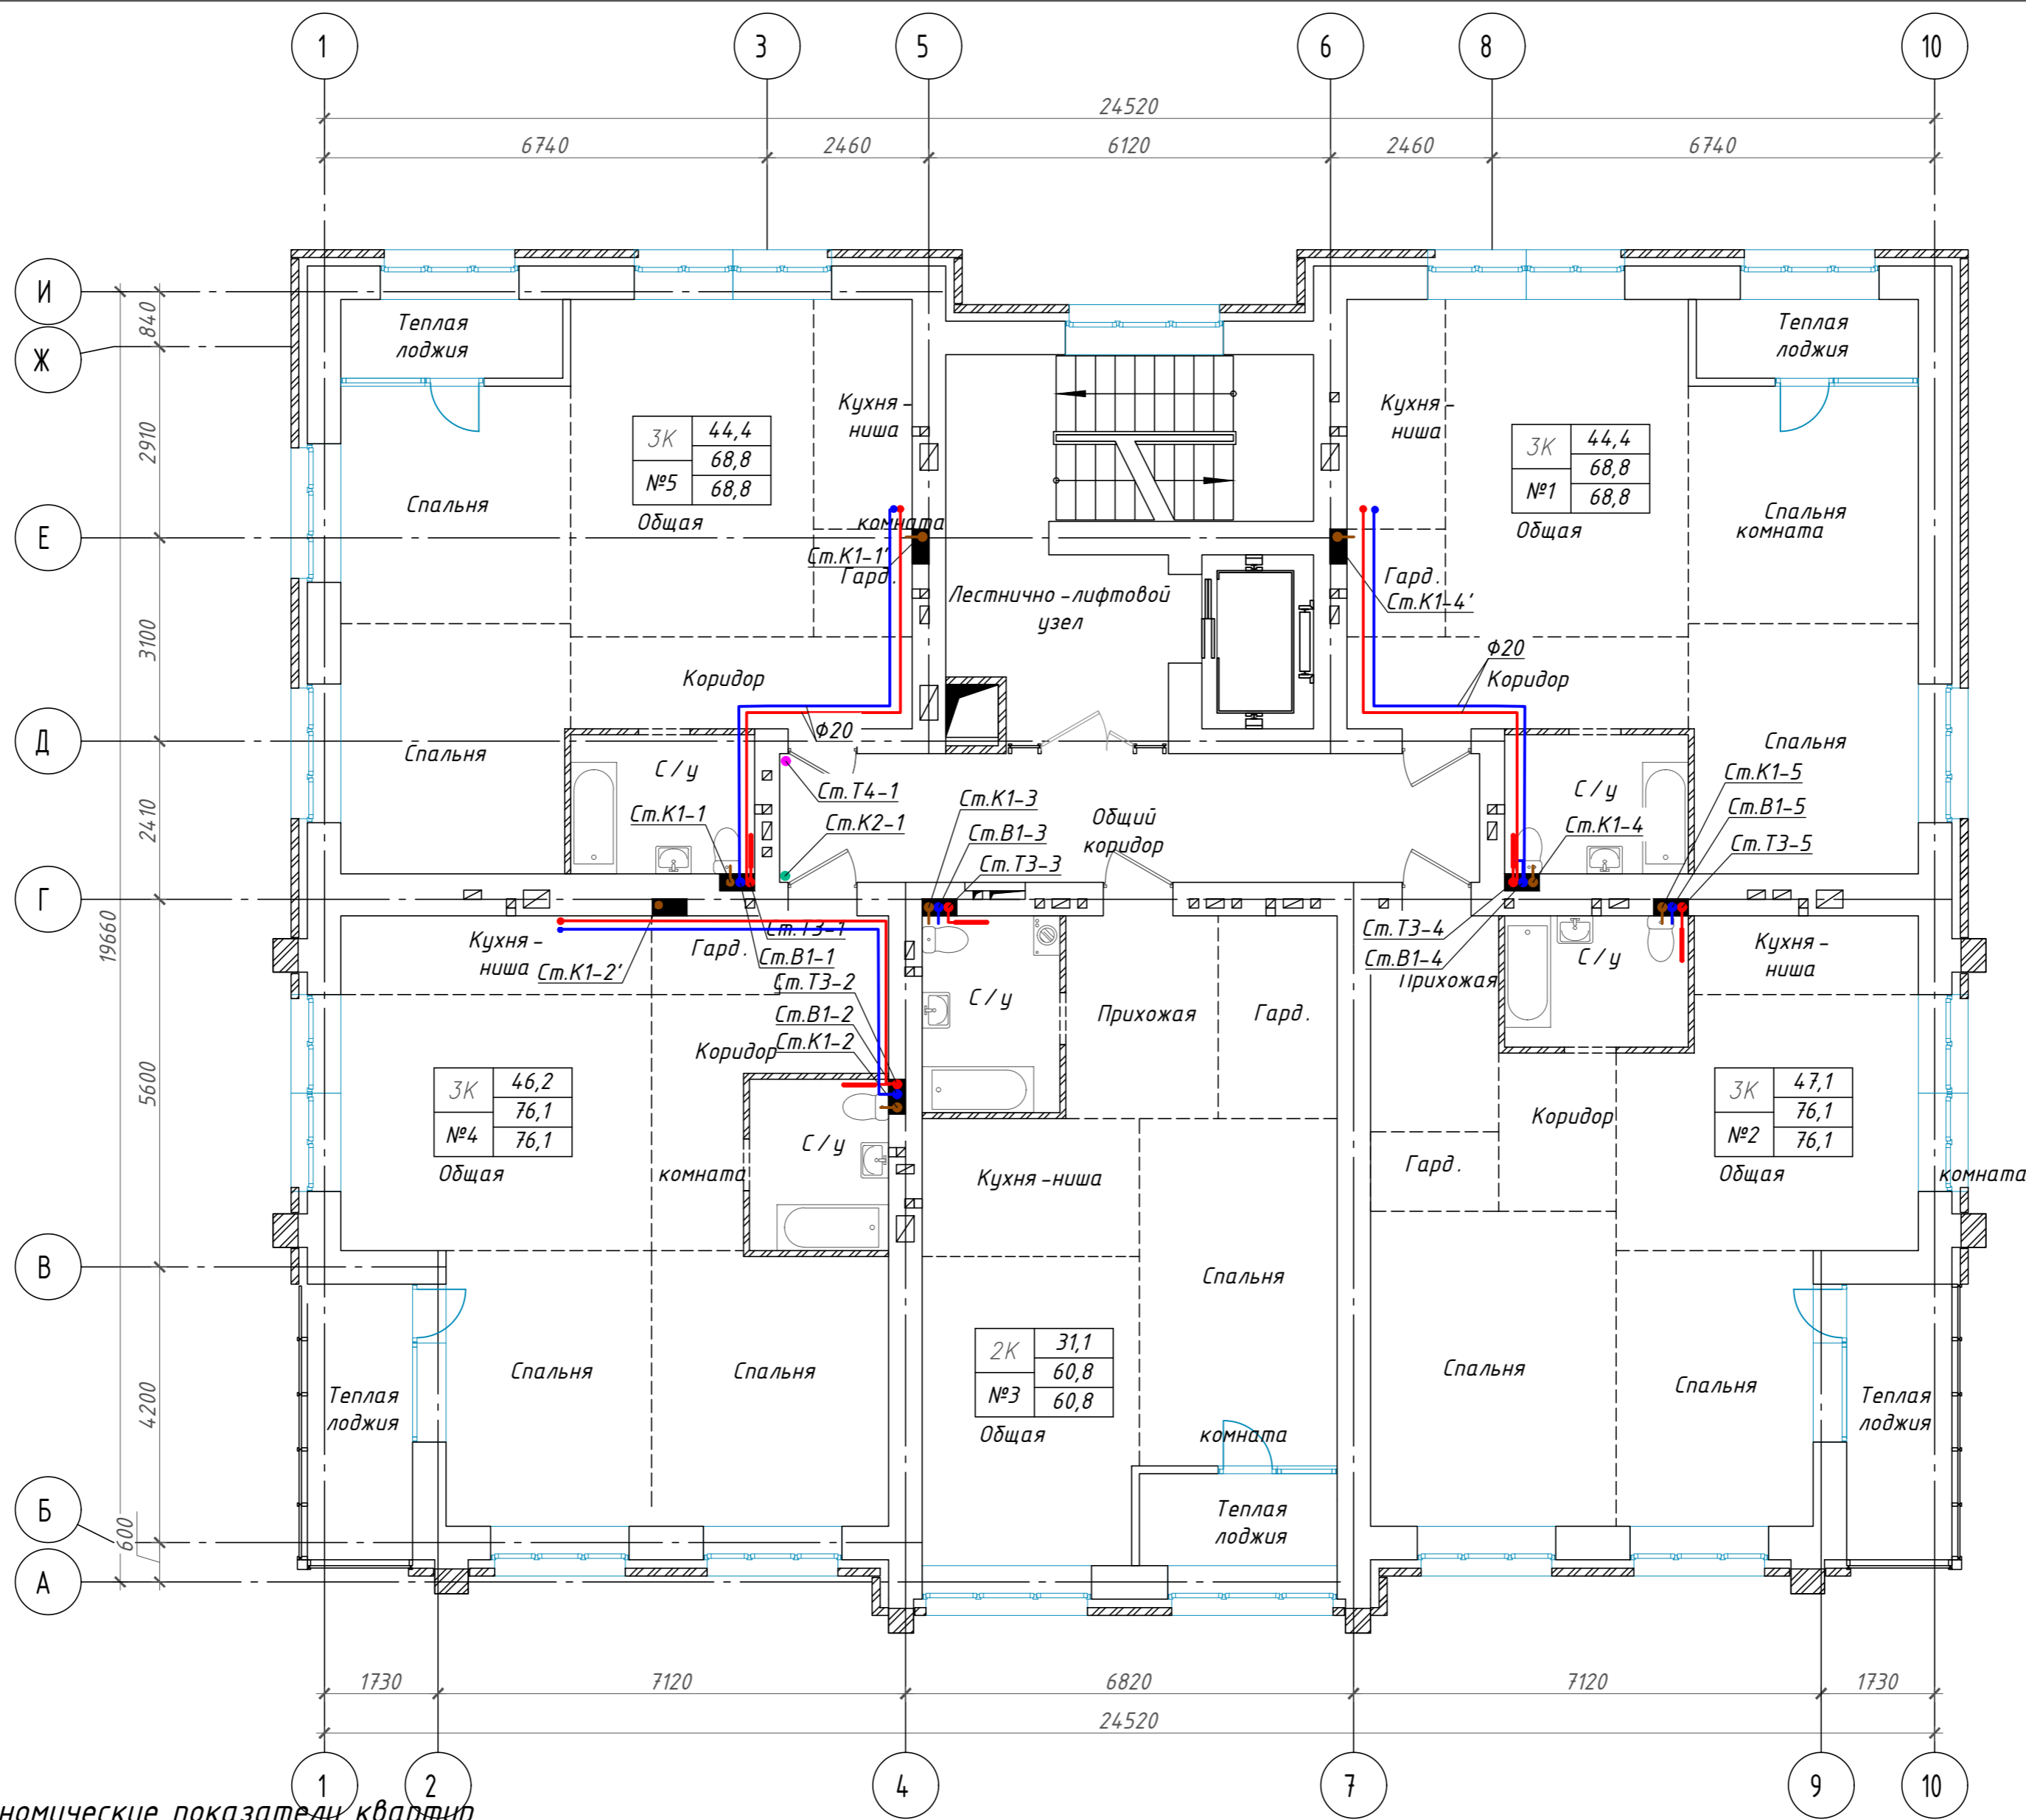 1 3 5 6 8 10
24520
6740 2460 6120 2460 6740
И
Ж
Е
Д
Г
В
Б
А
840
2910
3100
2410
19660
5600
4200
600
Теплая
лоджия
Кухня -
ниша
3К 44,4
68,8
№5 68,8
Общая
комната
Спальня
Ст.К1-1'
Гард.
Коридор
Спальня
ϕ20
С/у
Ст.К1-1
Лестнично-лифтовой
узел
Ст.Т4-1
Ст.К2-1
Ст.К1-3
Ст.В1-3
Ст.Т3-3
Общий
коридор
Кухня -
ниша
3К 44,4
68,8
№1 68,8
Общая
комната
Теплая
лоджия
Спальня
Гард.
Ст.К1-4'
ϕ20
Коридор
Спальня
С/у
Ст.К1-4
Ст.К1-5
Ст.В1-5
Ст.Т3-5
Ст.Т3-1
Ст.В1-1
Кухня -
ниша
Ст.К1-2'
Гард.
Ст.Т3-2
Ст.В1-2
Ст.К1-2
Коридор
3К 46,2
76,1
№4 76,1
Общая
комната
С/у
Спальня
Спальня
Теплая
лоджия
С/у
Прихожая
Гард.
Кухня-ниша
Спальня
2К 31,1
60,8
№3 60,8
Общая
комната
Теплая
лоджия
Ст.Т3-4
Ст.В1-4
Прихожая
С/у
Кухня -
ниша
Коридор
Гард.
3К 47,1
76,1
№2 76,1
Общая
комната
Спальня
Спальня
Теплая
лоджия
1730 7120 6820 7120 1730
24520
1 2 4 7 9 10
номические показатели квартир